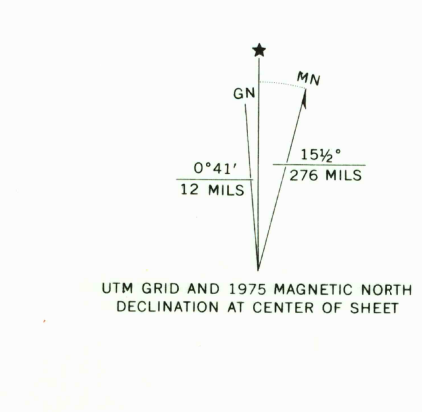 ★
GN
MN
0°41'
12 MILS
15½°
276 MILS
UTM GRID AND 1975 MAGNETIC NORTH
DECLINATION AT CENTER OF SHEET